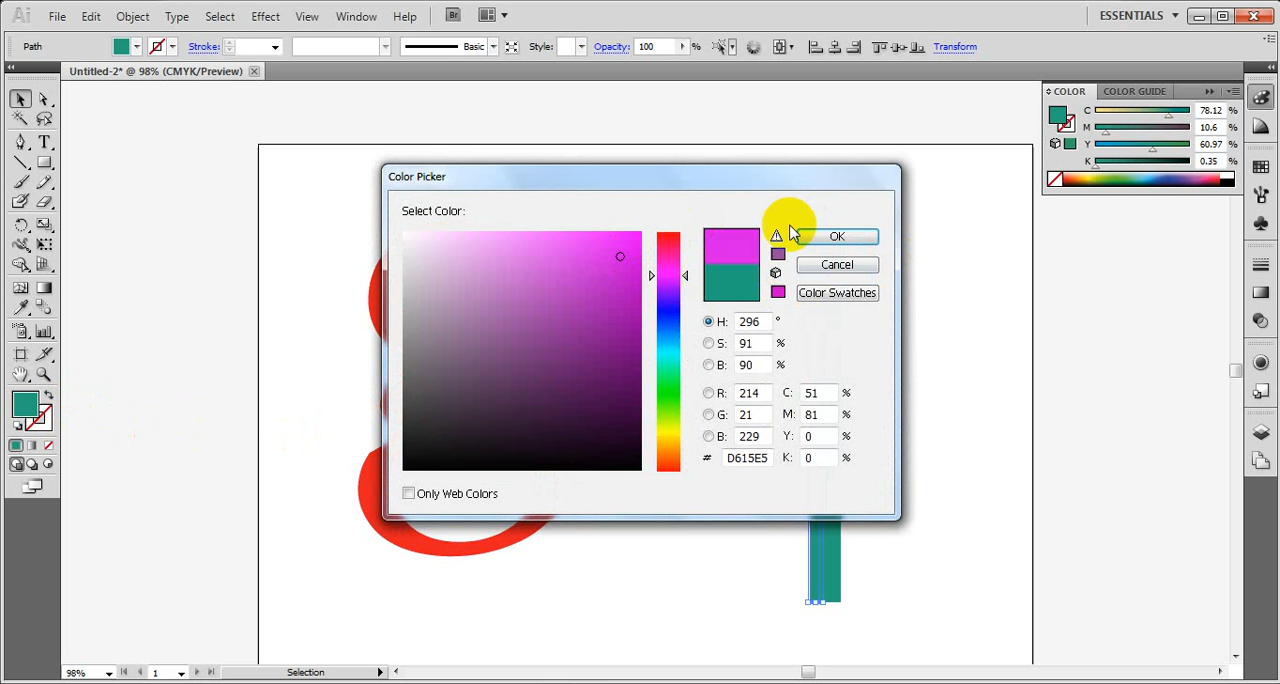 Ai File Edit Object Type Select Effect View Window Help Br ESSENTIALS
Path Stroke: Basic Style: Opacity: 100 % Transform
Untitled-2* @ 98% (CMYK/Preview)
COLOR COLOR GUIDE
C 78.12 %
M 10.6 %
Y 60.97 %
K 0.35 %
T
Color Picker
Select Color:
OK
Cancel
Color Swatches
H: 296 °
S: 91 %
B: 90 %
R: 214 C: 51 %
G: 21 M: 81 %
B: 229 Y: 0 %
# D615E5 K: 0 %
Only Web Colors
98% 1 Selection